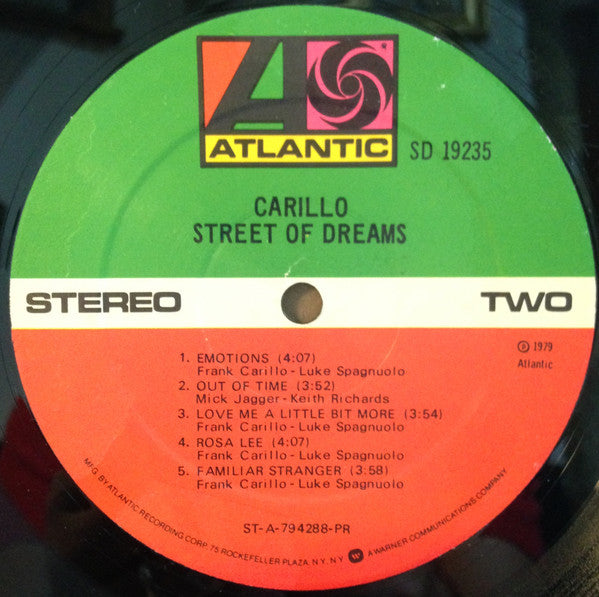 ATLANTIC
SD 19235
CARILLO
STREET OF DREAMS
STEREO
TWO
℗ 1979
Atlantic
1. EMOTIONS (4:07)
Frank Carillo - Luke Spagnuolo
2. OUT OF TIME (3:52)
Mick Jagger - Keith Richards
3. LOVE ME A LITTLE BIT MORE (3:54)
Frank Carillo - Luke Spagnuolo
4. ROSA LEE (4:07)
Frank Carillo - Luke Spagnuolo
5. FAMILIAR STRANGER (3:58)
Frank Carillo - Luke Spagnuolo
ST-A-794288-PR
MFG. BY ATLANTIC RECORDING CORP. 75 ROCKEFELLER PLAZA, N.Y., N.Y. A WARNER COMMUNICATIONS COMPANY